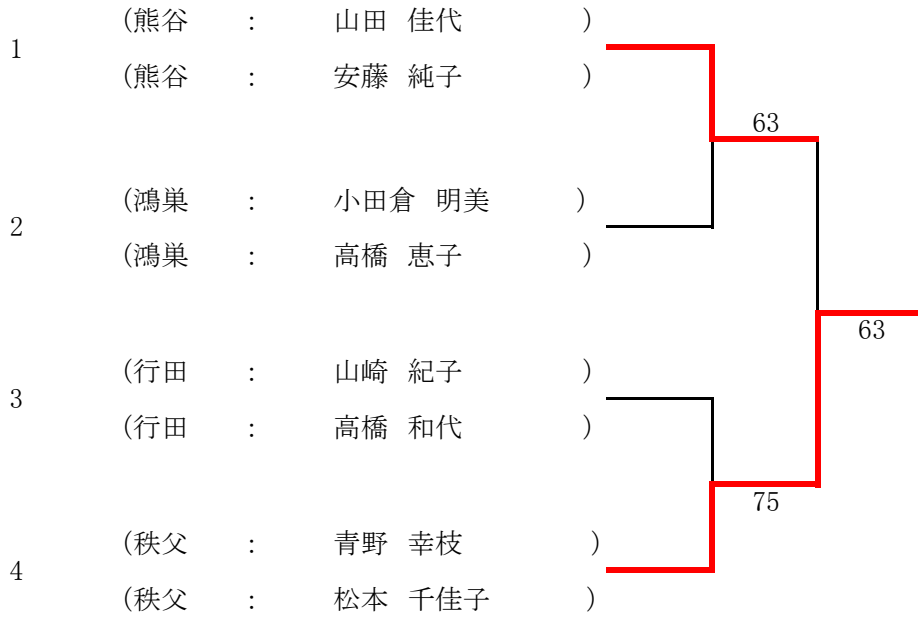 (熊谷 : 山田 佳代 )
1
(熊谷 : 安藤 純子 )
63
(鴻巣 : 小田倉 明美 )
2
(鴻巣 : 高橋 恵子 )
63
(行田 : 山崎 紀子 )
3
(行田 : 高橋 和代 )
75
(秩父 : 青野 幸枝 )
4
(秩父 : 松本 千佳子 )